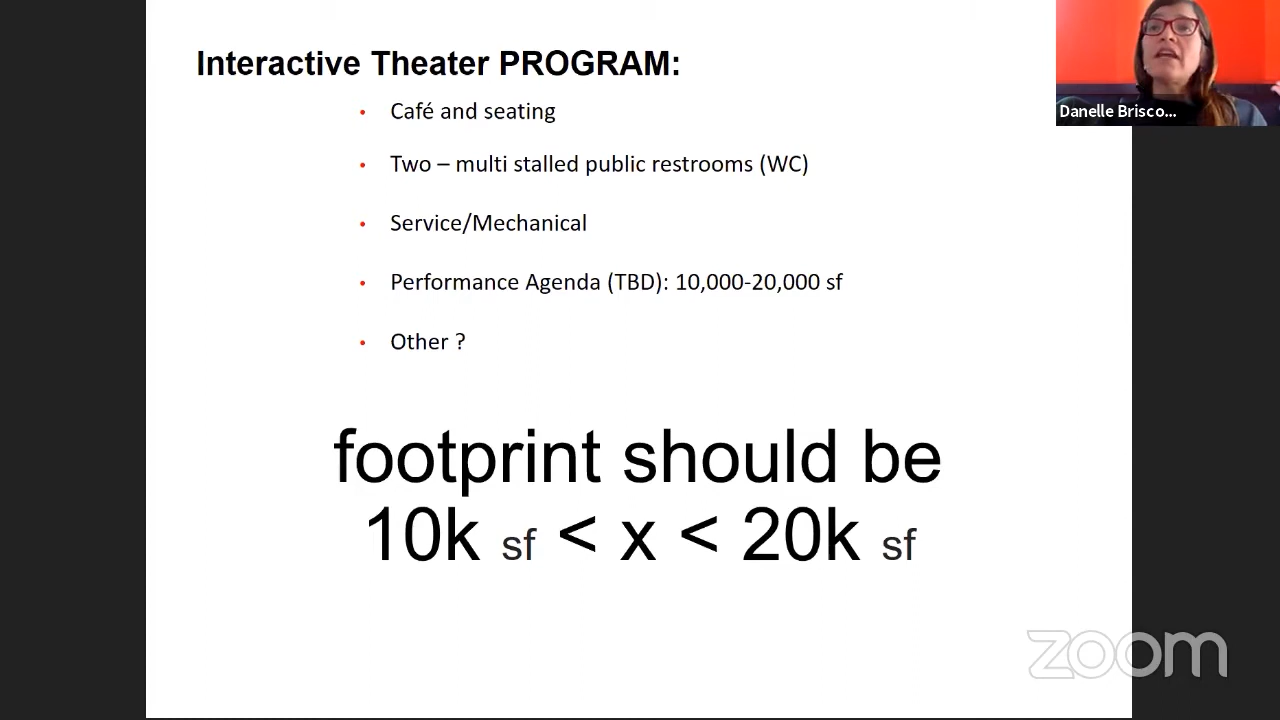 Interactive Theater PROGRAM:
• Café and seating
• Two – multi stalled public restrooms (WC)
• Service/Mechanical
• Performance Agenda (TBD): 10,000-20,000 sf
• Other ?
footprint should be
10k sf < x < 20k sf
Danelle Brisco...
zoom